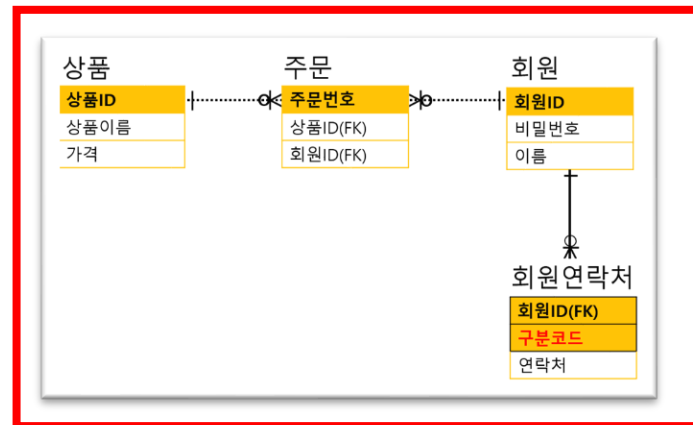 상품
상품ID
상품이름
가격
주문
주문번호
상품ID(FK)
회원ID(FK)
회원
회원ID
비밀번호
이름
회원연락처
회원ID(FK)
구분코드
연락처